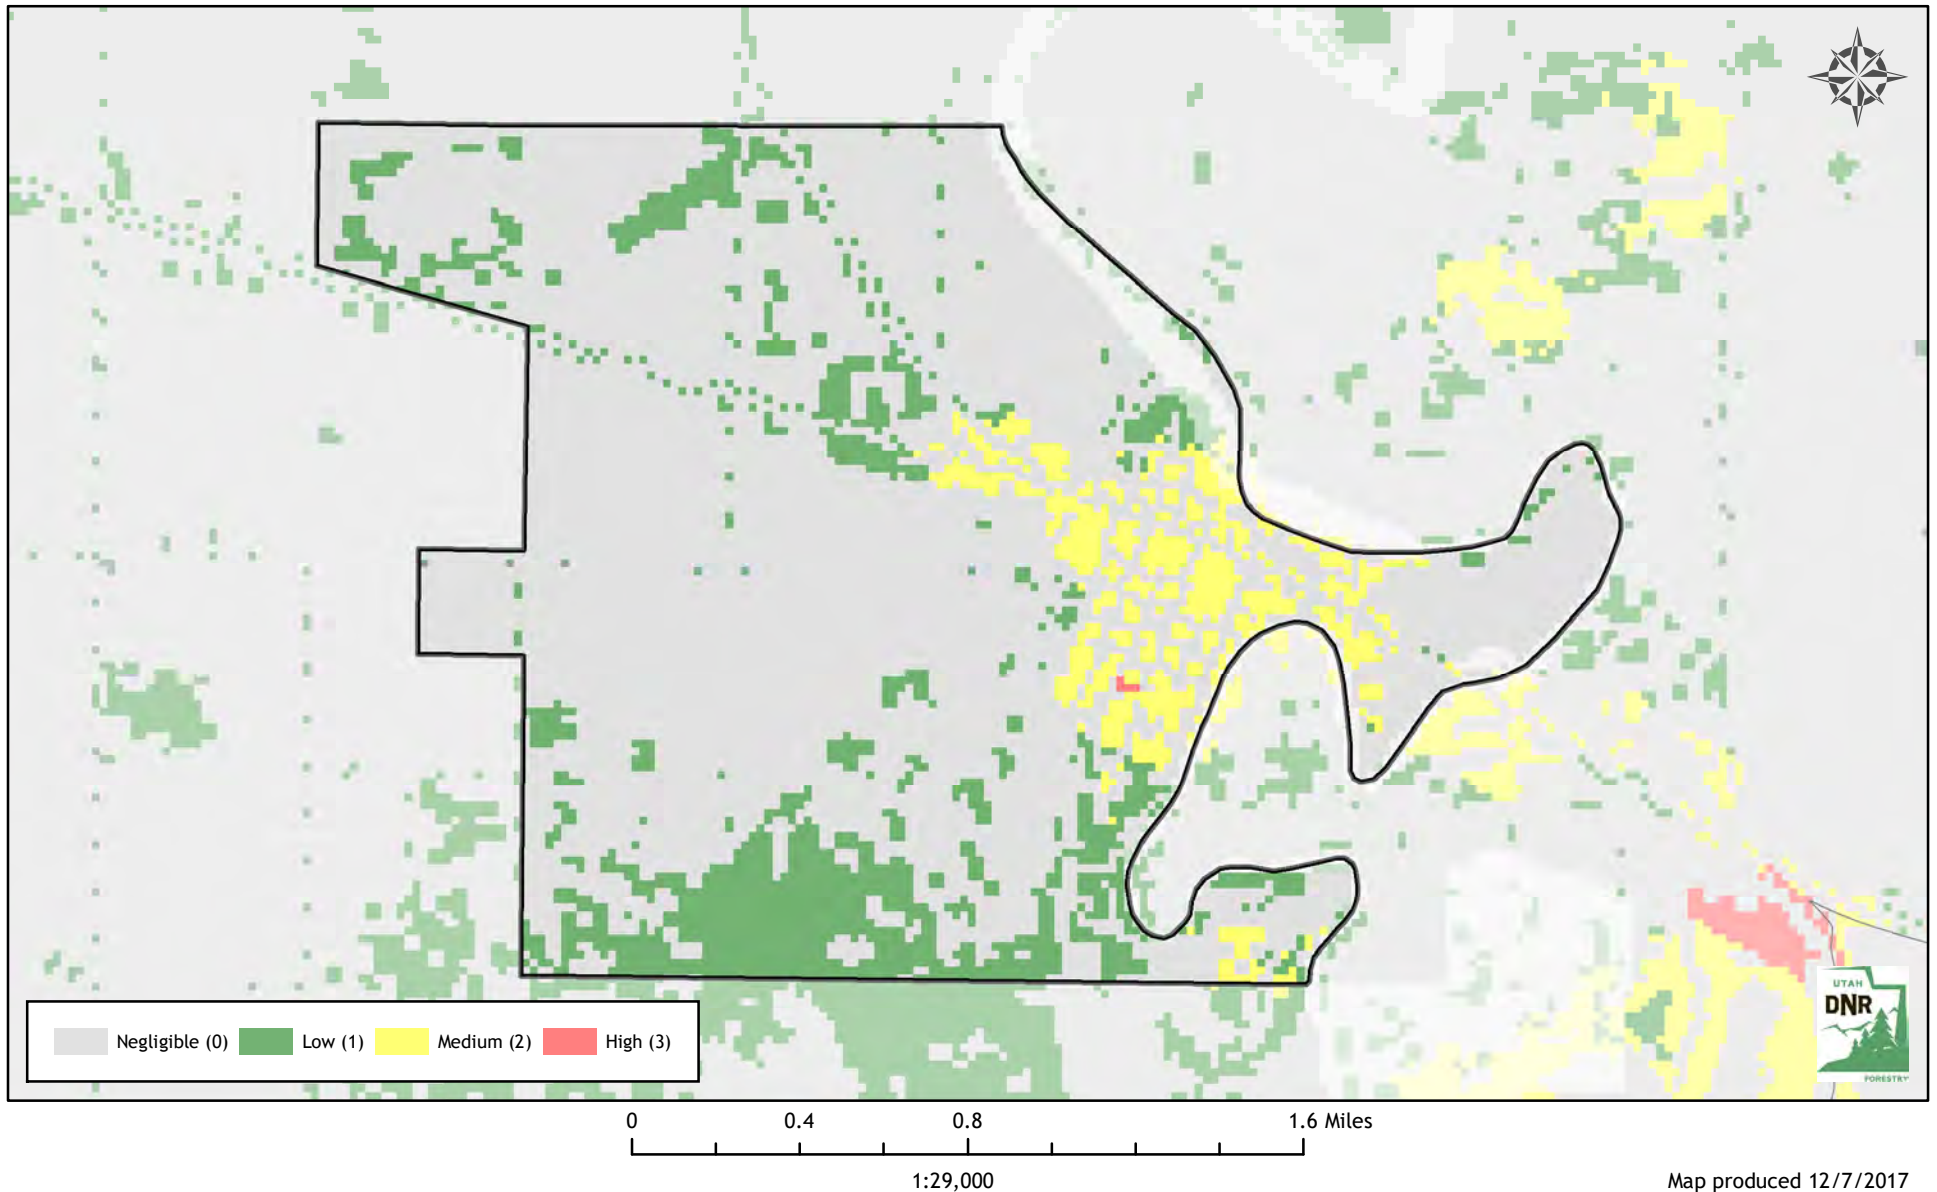 Negligible (0) Low (1) Medium (2) High (3)
UTAH
DNR
FORESTRY
0 0.4 0.8 1.6 Miles
1:29,000
Map produced 12/7/2017